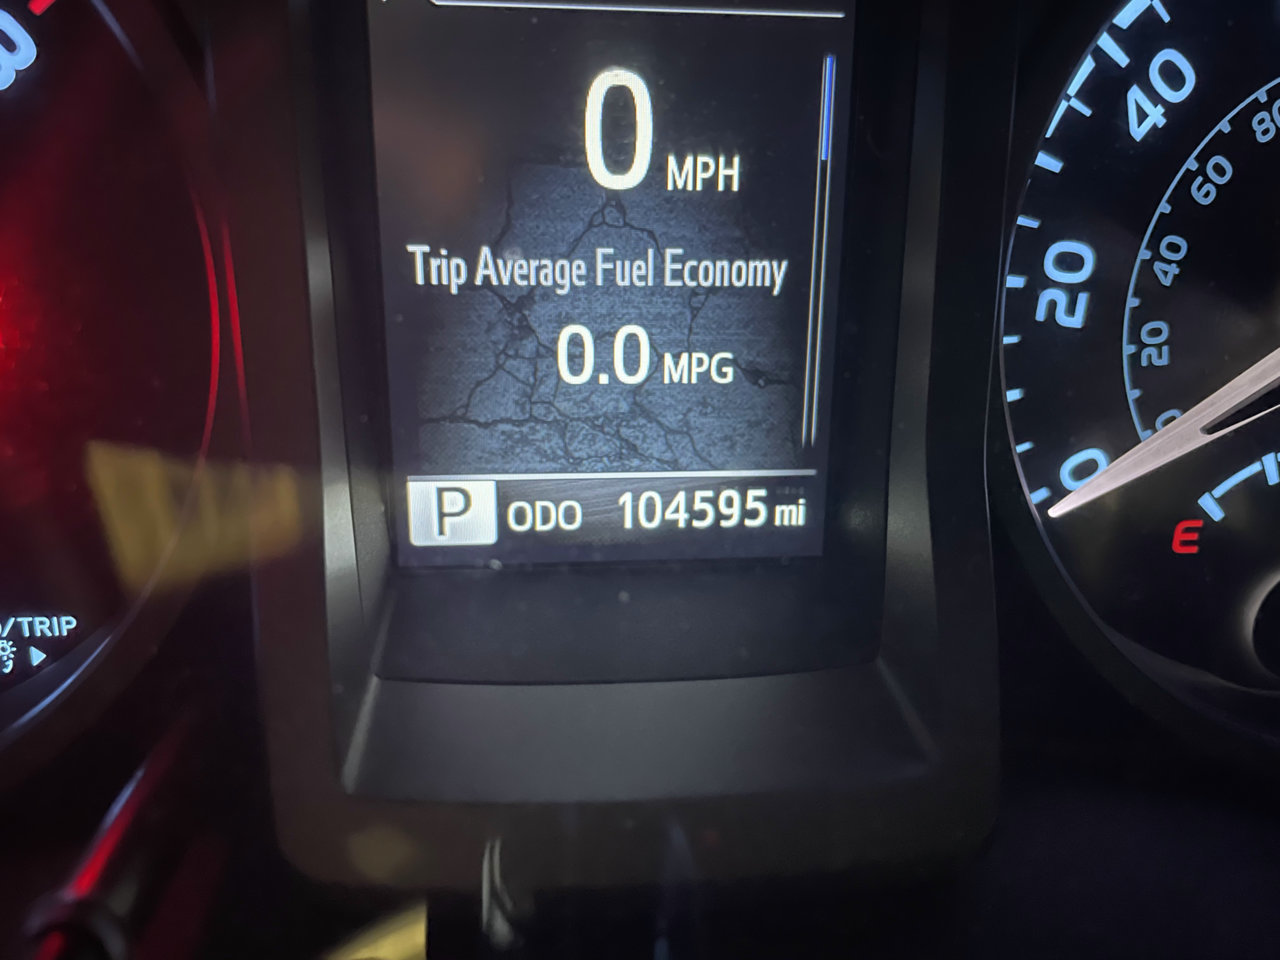 0 MPH
Trip Average Fuel Economy
0.0 MPG
P ODO 104595 mi
/TRIP
0
20
40
0
20
40
60
80
E